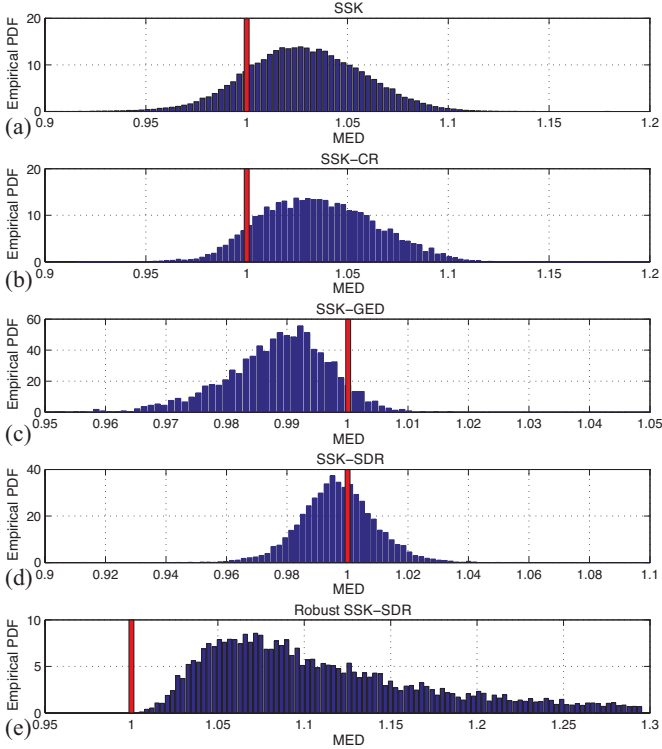 SSK
Empirical PDF
20
10
0
0.9 0.95 1 1.05 1.1 1.15 1.2
MED
(a)
SSK−CR
Empirical PDF
20
10
0
0.9 0.95 1 1.05 1.1 1.15 1.2
MED
(b)
SSK−GED
Empirical PDF
60
40
20
0
0.95 0.96 0.97 0.98 0.99 1 1.01 1.02 1.03 1.04 1.05
MED
(c)
SSK−SDR
Empirical PDF
40
20
0
0.9 0.92 0.94 0.96 0.98 1 1.02 1.04 1.06 1.08 1.1
MED
(d)
Robust SSK−SDR
Empirical PDF
10
5
0
0.95 1 1.05 1.1 1.15 1.2 1.25 1.3
MED
(e)